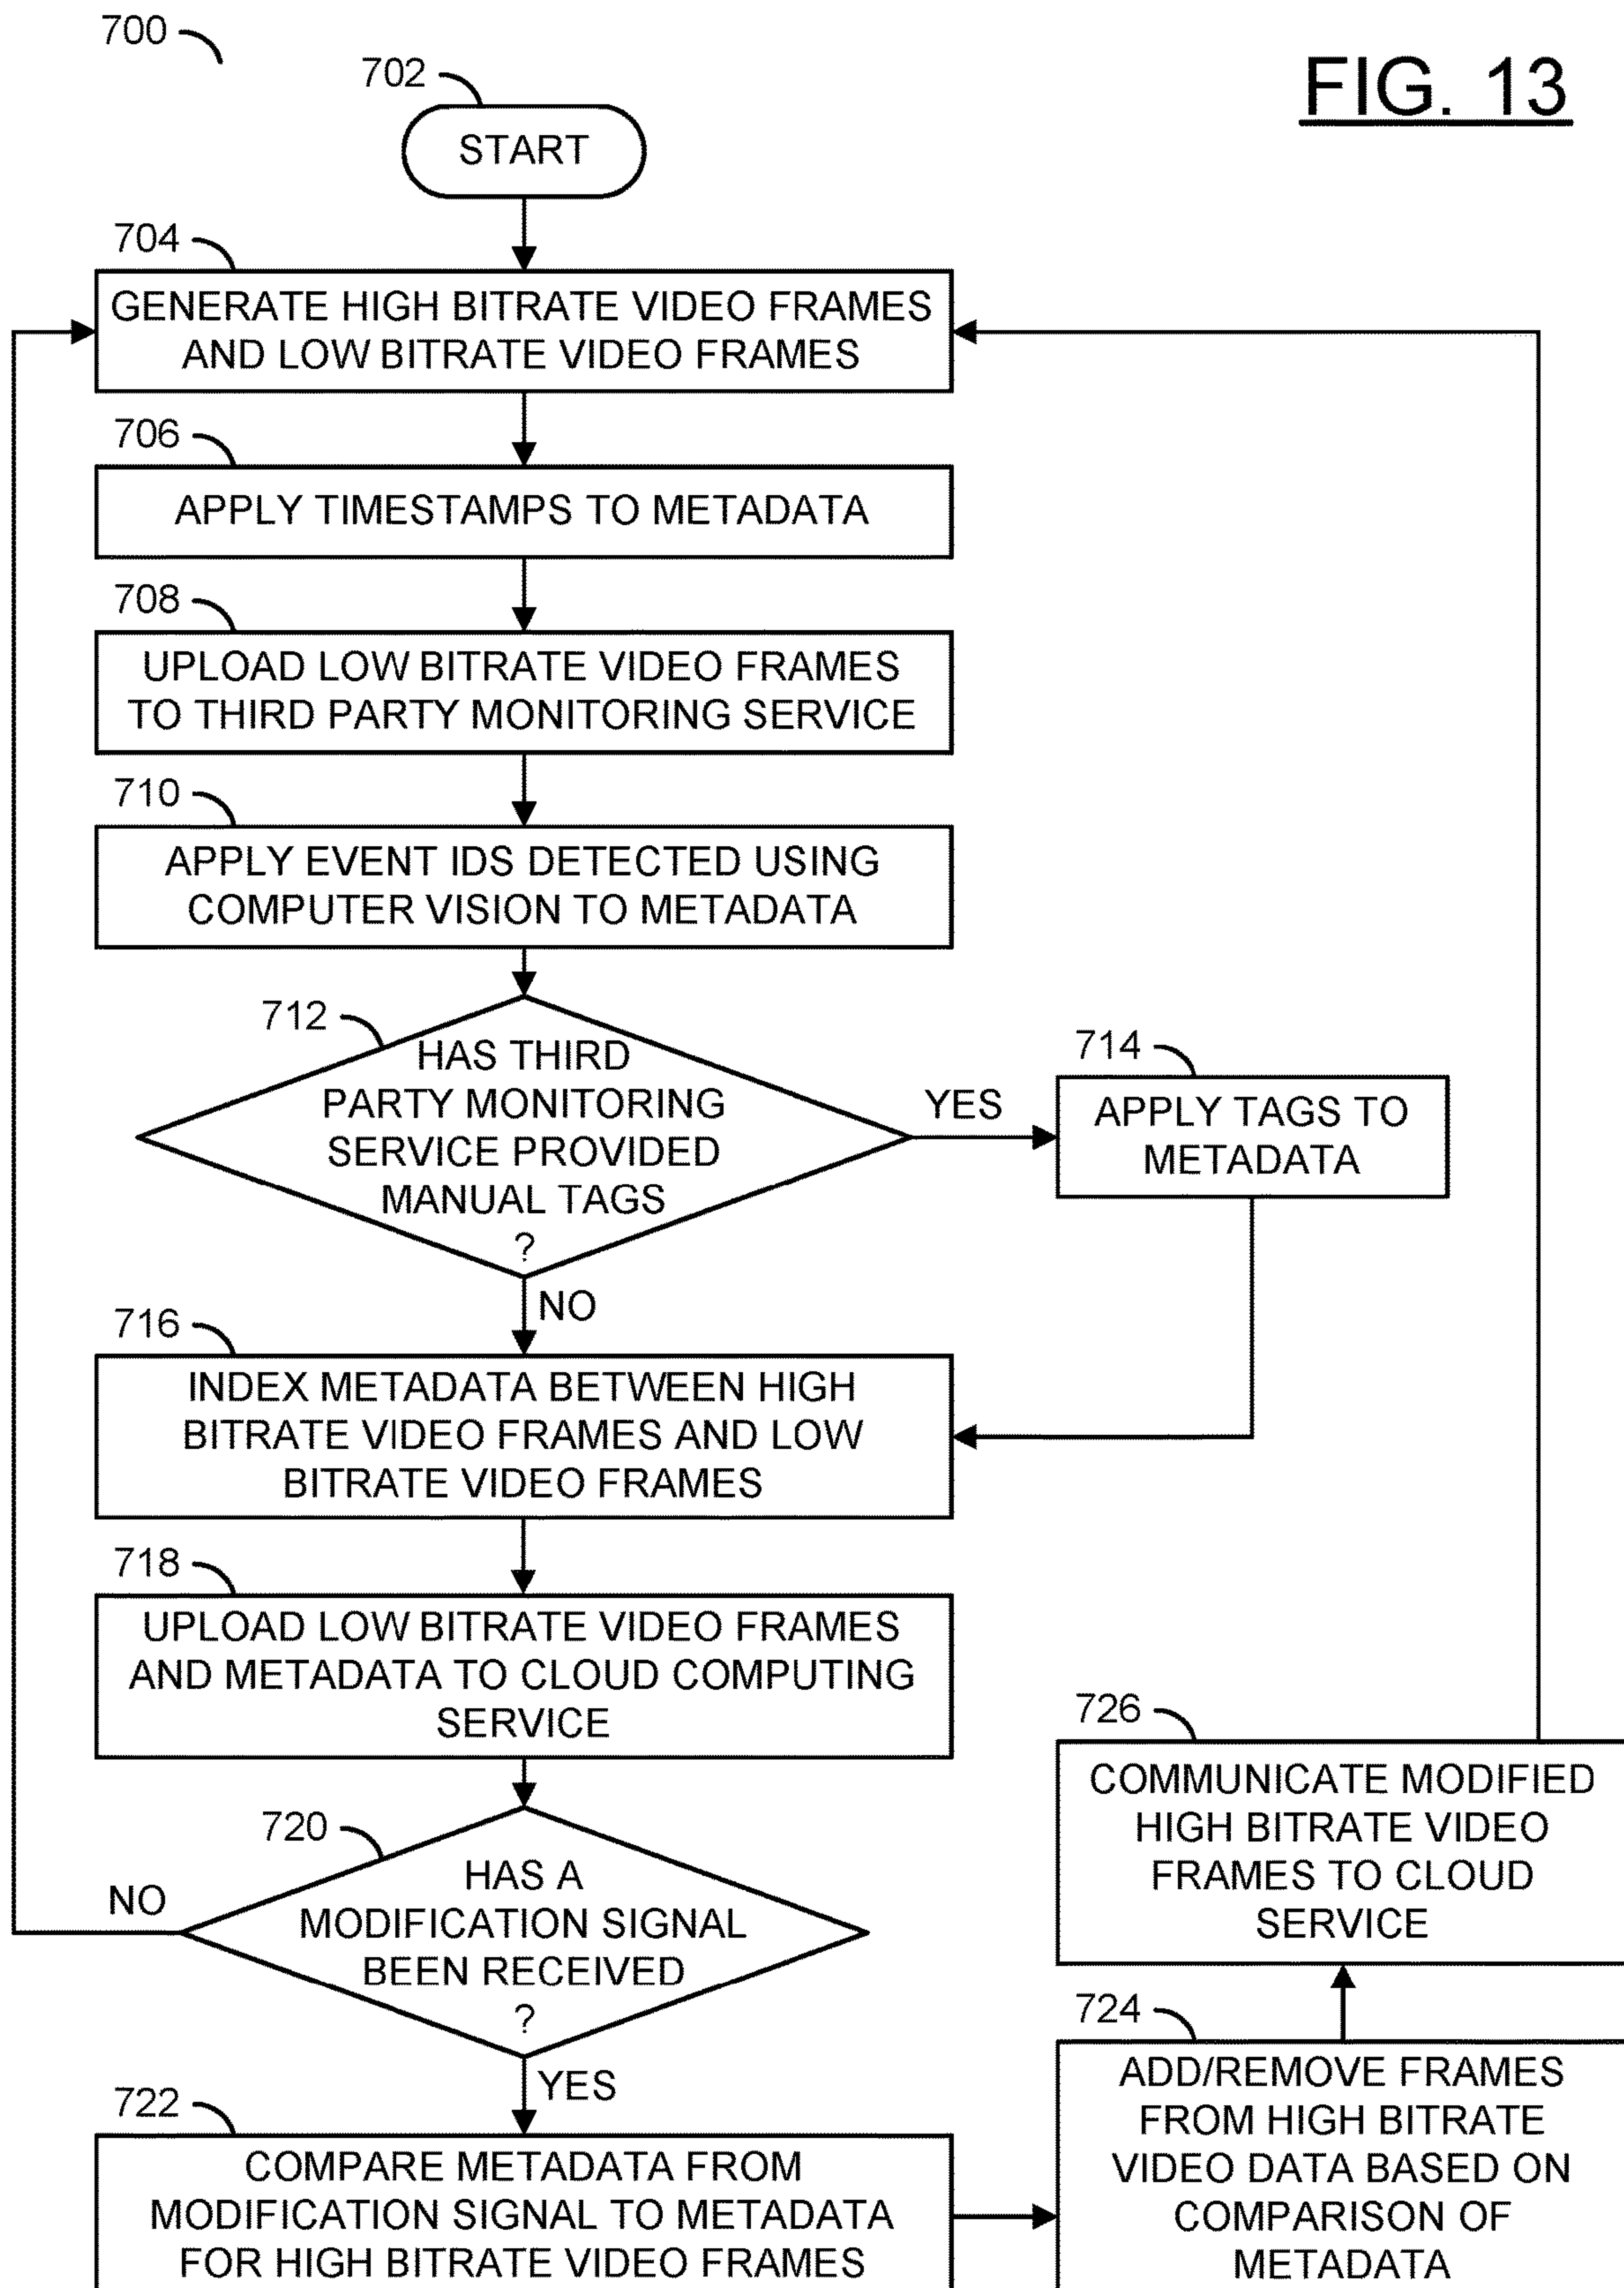 700
FIG. 13
702
START
704
GENERATE HIGH BITRATE VIDEO FRAMES
AND LOW BITRATE VIDEO FRAMES
706
APPLY TIMESTAMPS TO METADATA
708
UPLOAD LOW BITRATE VIDEO FRAMES
TO THIRD PARTY MONITORING SERVICE
710
APPLY EVENT IDS DETECTED USING
COMPUTER VISION TO METADATA
712
HAS THIRD
PARTY MONITORING
SERVICE PROVIDED
MANUAL TAGS
?
YES
714
APPLY TAGS TO
METADATA
NO
716
INDEX METADATA BETWEEN HIGH
BITRATE VIDEO FRAMES AND LOW
BITRATE VIDEO FRAMES
718
UPLOAD LOW BITRATE VIDEO FRAMES
AND METADATA TO CLOUD COMPUTING
SERVICE
720
HAS A
MODIFICATION SIGNAL
BEEN RECEIVED
?
NO
YES
722
COMPARE METADATA FROM
MODIFICATION SIGNAL TO METADATA
FOR HIGH BITRATE VIDEO FRAMES
724
ADD/REMOVE FRAMES
FROM HIGH BITRATE
VIDEO DATA BASED ON
COMPARISON OF
METADATA
726
COMMUNICATE MODIFIED
HIGH BITRATE VIDEO
FRAMES TO CLOUD
SERVICE